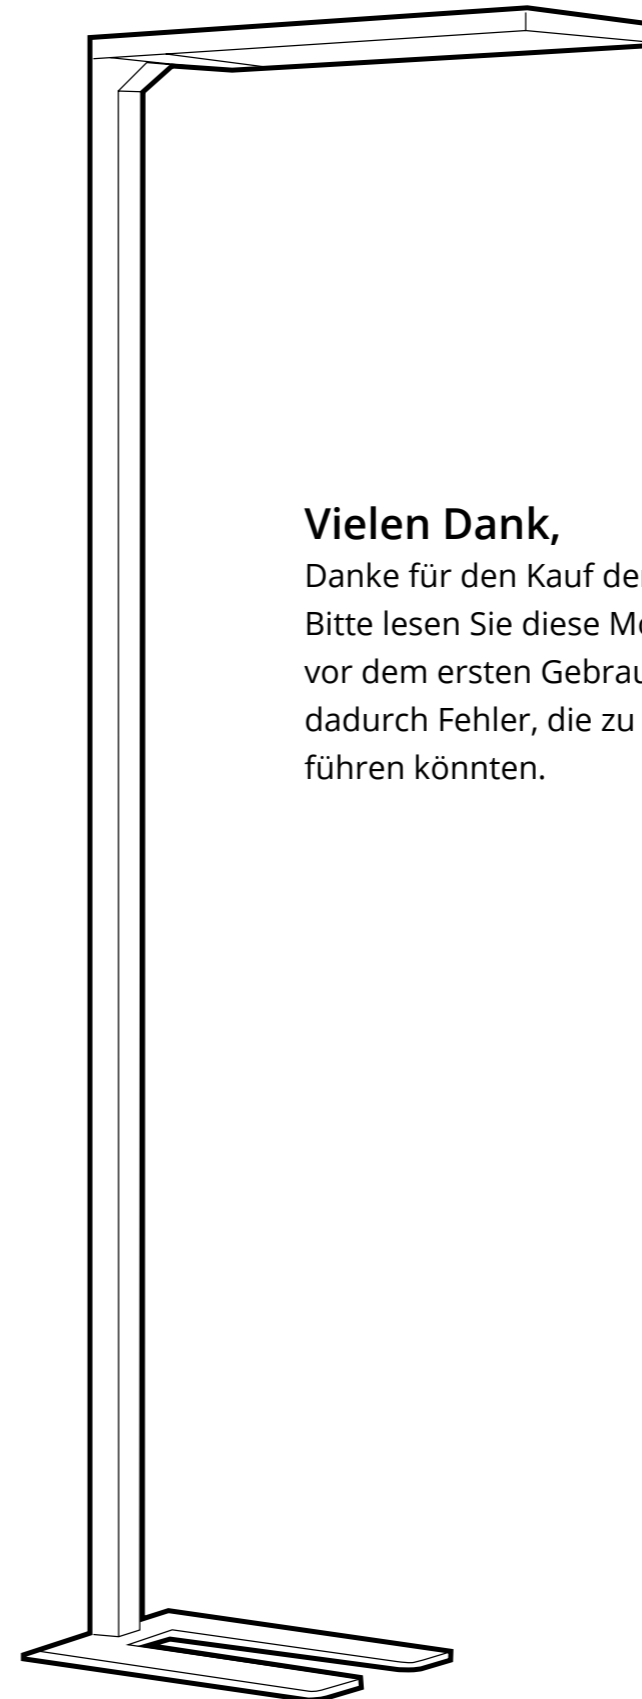 Vielen Dank,
Danke für den Kauf
Bitte lesen Sie diese
vor dem ersten
dadurch Fehler, die zu
führen könnten.